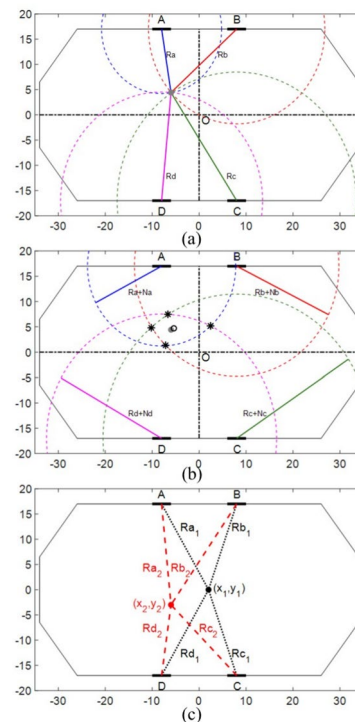 A B
20
15
10
5
0
-5
-10
-15
-20
Ra Rb
O
Rd Rc
D C
-30 -20 -10 0 10 20 30
(a)
A B
20
15
10
5
0
-5
-10
-15
-20
Ra+Na Rb+Nb
O
Rd+Nd Rc+Nc
D C
-30 -20 -10 0 10 20 30
(b)
A B
20
15
10
5
0
-5
-10
-15
-20
Ra₁ Rb₁
Ra₂ Rb₂
(x₁,y₁)
(x₂,y₂)
Rd₂ Rc₂
Rd₁ Rc₁
D C
-30 -20 -10 0 10 20 30
(c)